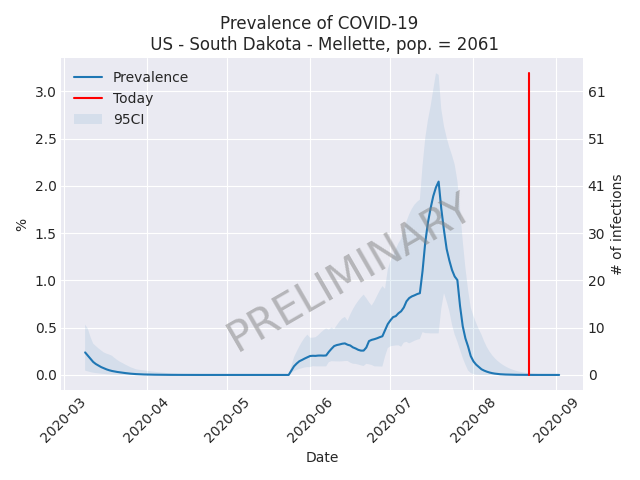 Prevalence of COVID-19
US - South Dakota - Mellette, pop. = 2061
Prevalence
Today
95CI
PRELIMINARY
%
3.0
2.5
2.0
1.5
1.0
0.5
0.0
61
51
41
30
20
10
0
# of infections
2020-03
2020-04
2020-05
2020-06
2020-07
2020-08
2020-09
Date